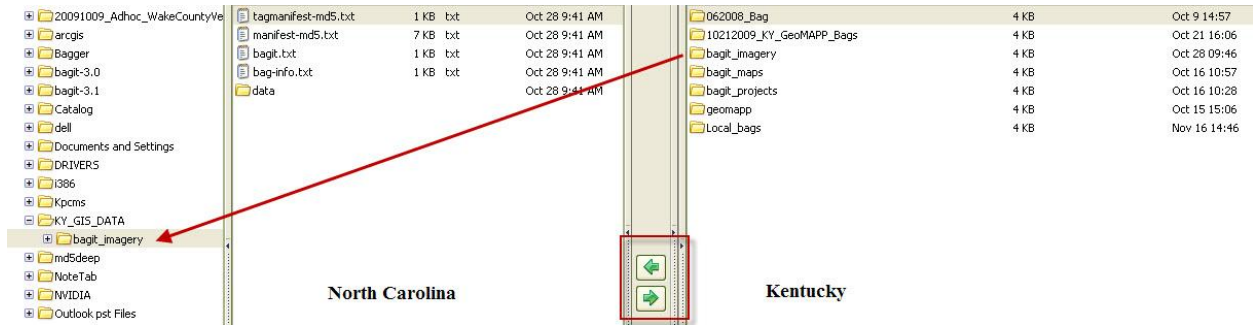 20091009_Adhoc_WakeCountyVe
arcgis
Bagger
bagit-3.0
bagit-3.1
Catalog
dell
Documents and Settings
DRIVERS
i386
Kpcms
KY_GIS_DATA
bagit_imagery
md5deep
NoteTab
NVIDIA
Outlook pst Files
tagmanifest-md5.txt 1 KB txt Oct 28 9:41 AM
manifest-md5.txt 7 KB txt Oct 28 9:41 AM
bagit.txt 1 KB txt Oct 28 9:41 AM
bag-info.txt 1 KB txt Oct 28 9:41 AM
data Oct 28 9:41 AM
North Carolina
062008_Bag 4 KB Oct 9 14:57
10212009_KY_GeoMAPP_Bags 4 KB Oct 21 16:06
bagit_imagery 4 KB Oct 28 09:46
bagit_maps 4 KB Oct 16 10:57
bagit_projects 4 KB Oct 16 10:28
geomapp 4 KB Oct 15 15:06
Local_bags 4 KB Nov 16 14:46
Kentucky